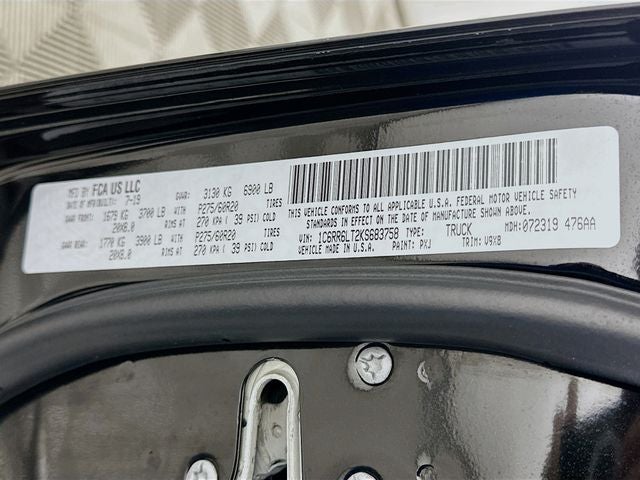 MFD BY FCA US LLC
DATE OF MFR/BUILT: 7-19
GVWR: 3130 KG 6900 LB
1679 KG 3700 LB WITH P275/60R20 TIRES
20X8.0 RIMS AT 270 KPA ( 39 PSI) COLD
1770 KG 3900 LB WITH P275/60R20 TIRES
20X8.0 RIMS AT 270 KPA ( 39 PSI) COLD
THIS VEHICLE CONFORMS TO ALL APPLICABLE U.S.A. FEDERAL MOTOR VEHICLE SAFETY
STANDARDS IN EFFECT ON THE DATE OF MANUFACTURE SHOWN ABOVE.
VIN: 1C6RR6LT2KS683758 TYPE: TRUCK MDH: 072319 476AA
VEHICLE MADE IN U.S.A. PAINT: PXJ TRIM: V9X8